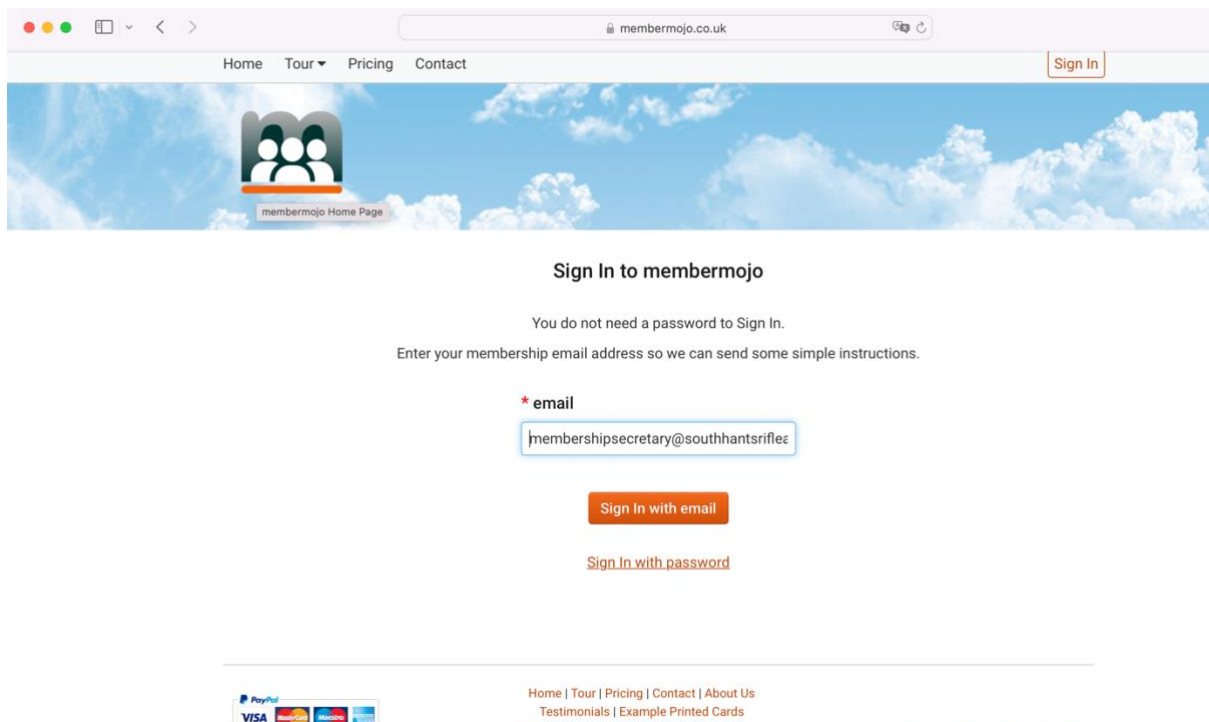 membermojo.co.uk
Home Tour Pricing Contact Sign In
membermojo Home Page
Sign In to membermojo
You do not need a password to Sign In.
Enter your membership email address so we can send some simple instructions.
* email
membershipsecretary@southhantsriflea
Sign In with email
Sign In with password
PayPal
VISA MasterCard Maestro
Home | Tour | Pricing | Contact | About Us
Testimonials | Example Printed Cards